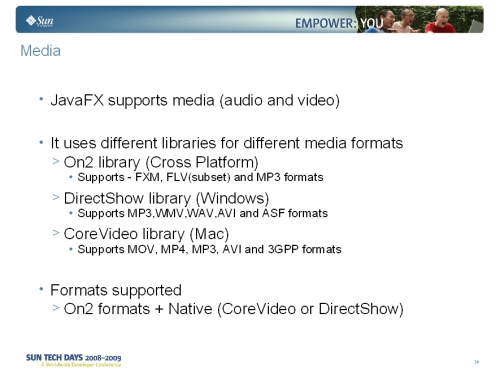 Sun
EMPOWER: YOU
Media
• JavaFX supports media (audio and video)
• It uses different libraries for different media formats
> On2 library (Cross Platform)
• Supports - FXM, FLV(subset) and MP3 formats
> DirectShow library (Windows)
• Supports MP3,WMV,WAV,AVI and ASF formats
> CoreVideo library (Mac)
• Supports MOV, MP4, MP3, AVI and 3GPP formats
• Formats supported
> On2 formats + Native (CoreVideo or DirectShow)
SUN TECH DAYS 2008–2009
A Worldwide Developer Conference